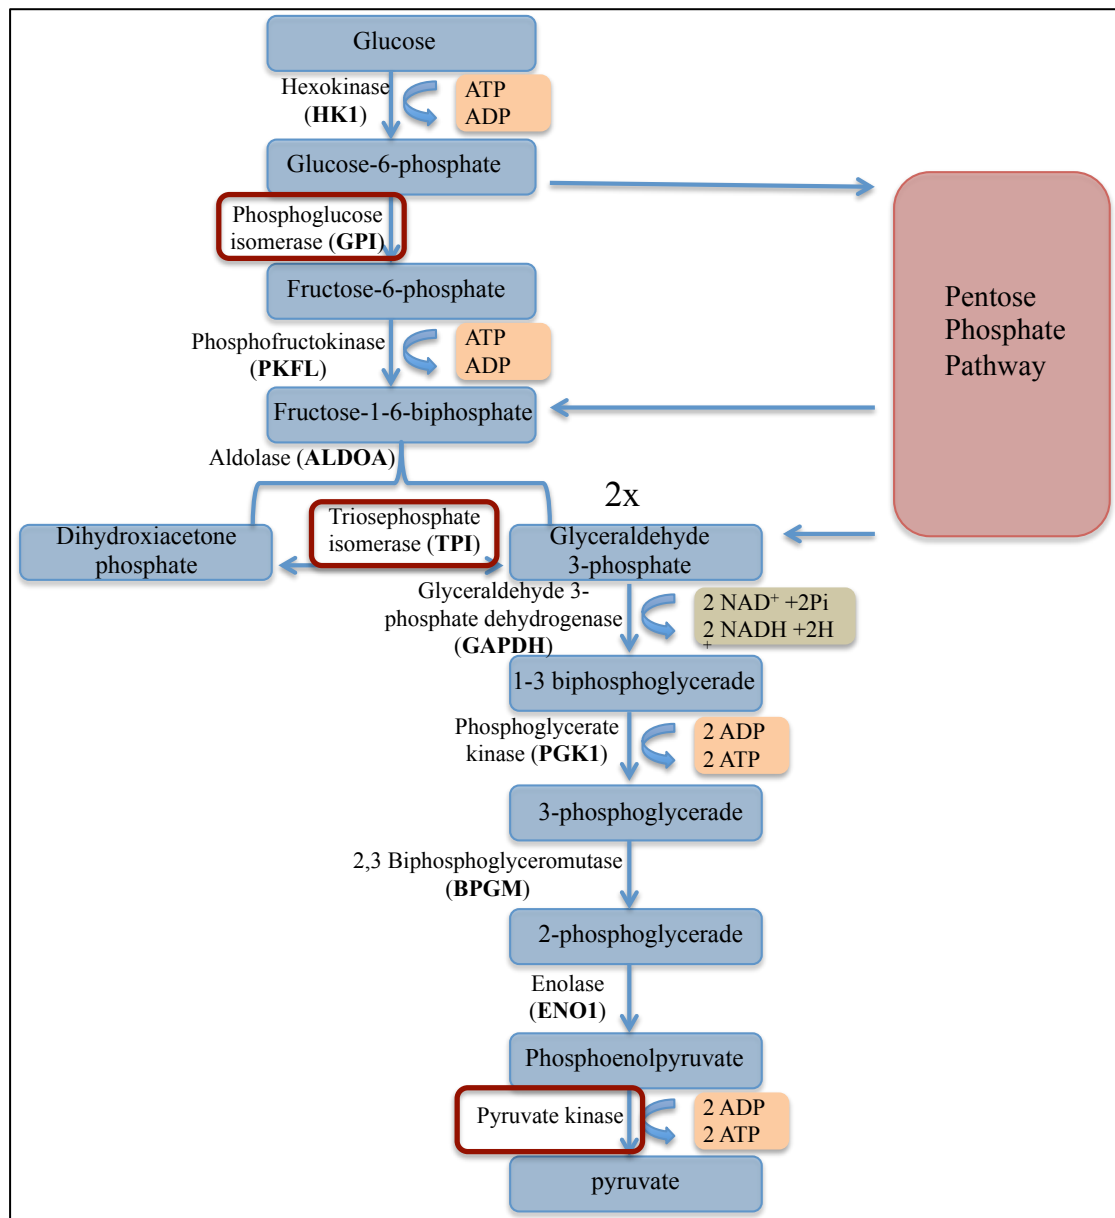 Glucose
Hexokinase
(HK1)
ATP
ADP
Glucose-6-phosphate
Phosphoglucose
isomerase (GPI)
Fructose-6-phosphate
Phosphofructokinase
(PKFL)
ATP
ADP
Fructose-1-6-biphosphate
Pentose
Phosphate
Pathway
Aldolase (ALDOA)
2x
Triosephosphate
isomerase (TPI)
Dihydroxiacetone
phosphate
Glyceraldehyde
3-phosphate
Glyceraldehyde 3-
phosphate dehydrogenase
(GAPDH)
2 NAD+ +2Pi
2 NADH +2H
+
1-3 biphosphoglycerade
Phosphoglycerate
kinase (PGK1)
2 ADP
2 ATP
3-phosphoglycerade
2,3 Biphosphoglyceromutase
(BPGM)
2-phosphoglycerade
Enolase
(ENO1)
Phosphoenolpyruvate
Pyruvate kinase
2 ADP
2 ATP
pyruvate